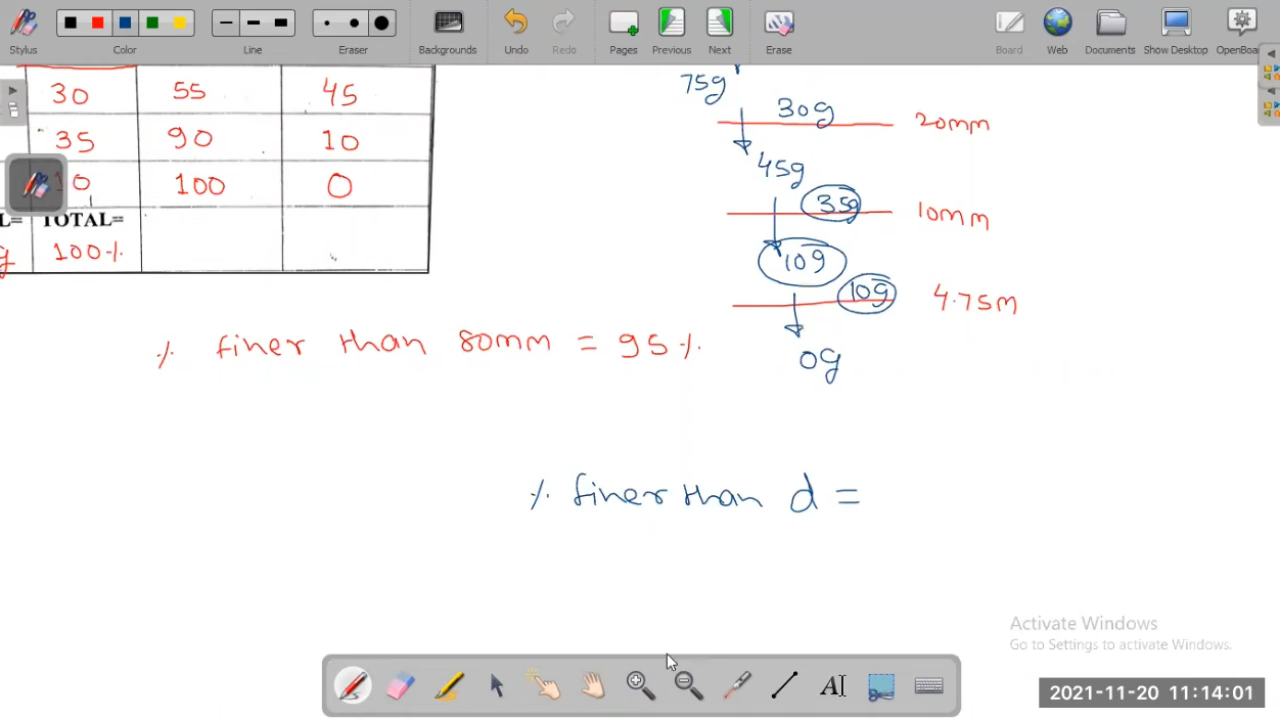 Stylus Color Line Eraser Backgrounds Undo Redo Pages Previous Next Erase Board Web Documents Show Desktop OpenBoa
30 55 45
35 90 10
10 100 0
L= TOTAL=
g 100%
75g
30g 20mm
45g
35g 10mm
10g
10g 4.75m
0g
% finer than 80mm = 95%
% finer than d =
Activate Windows
Go to Settings to activate Windows.
2021-11-20 11:14:01